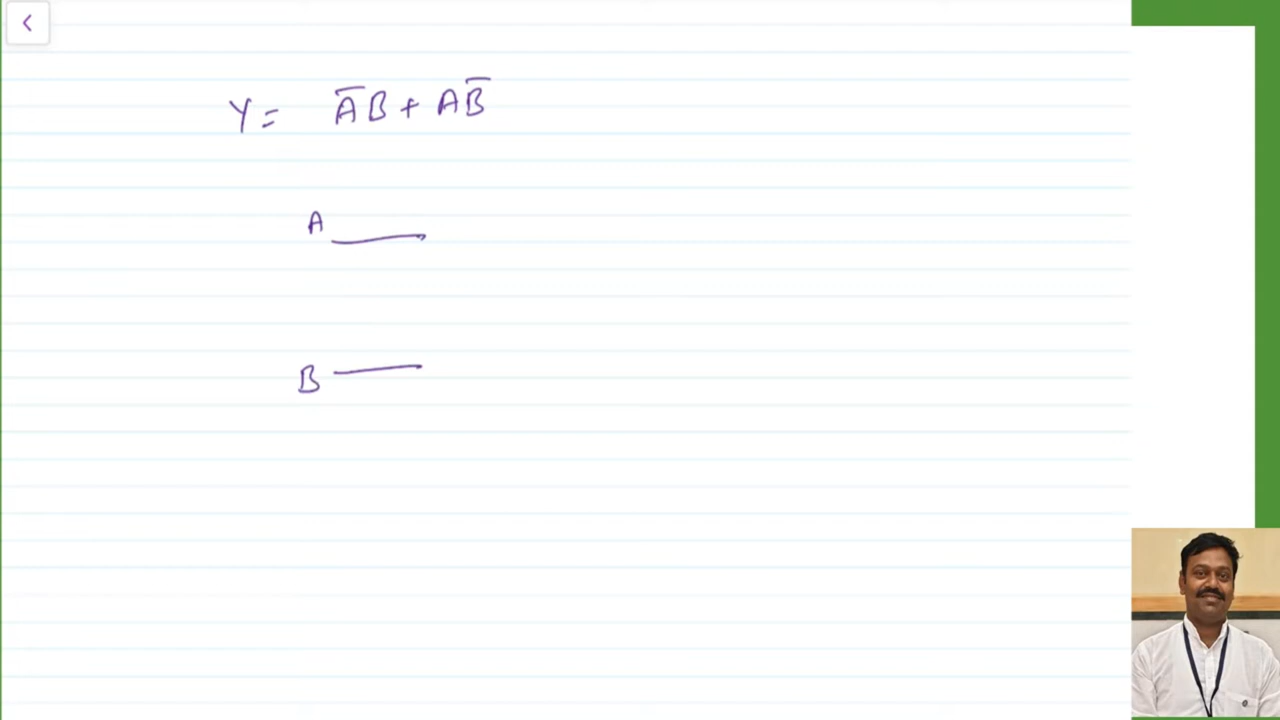 Y = A̅B + AB̅
A
B